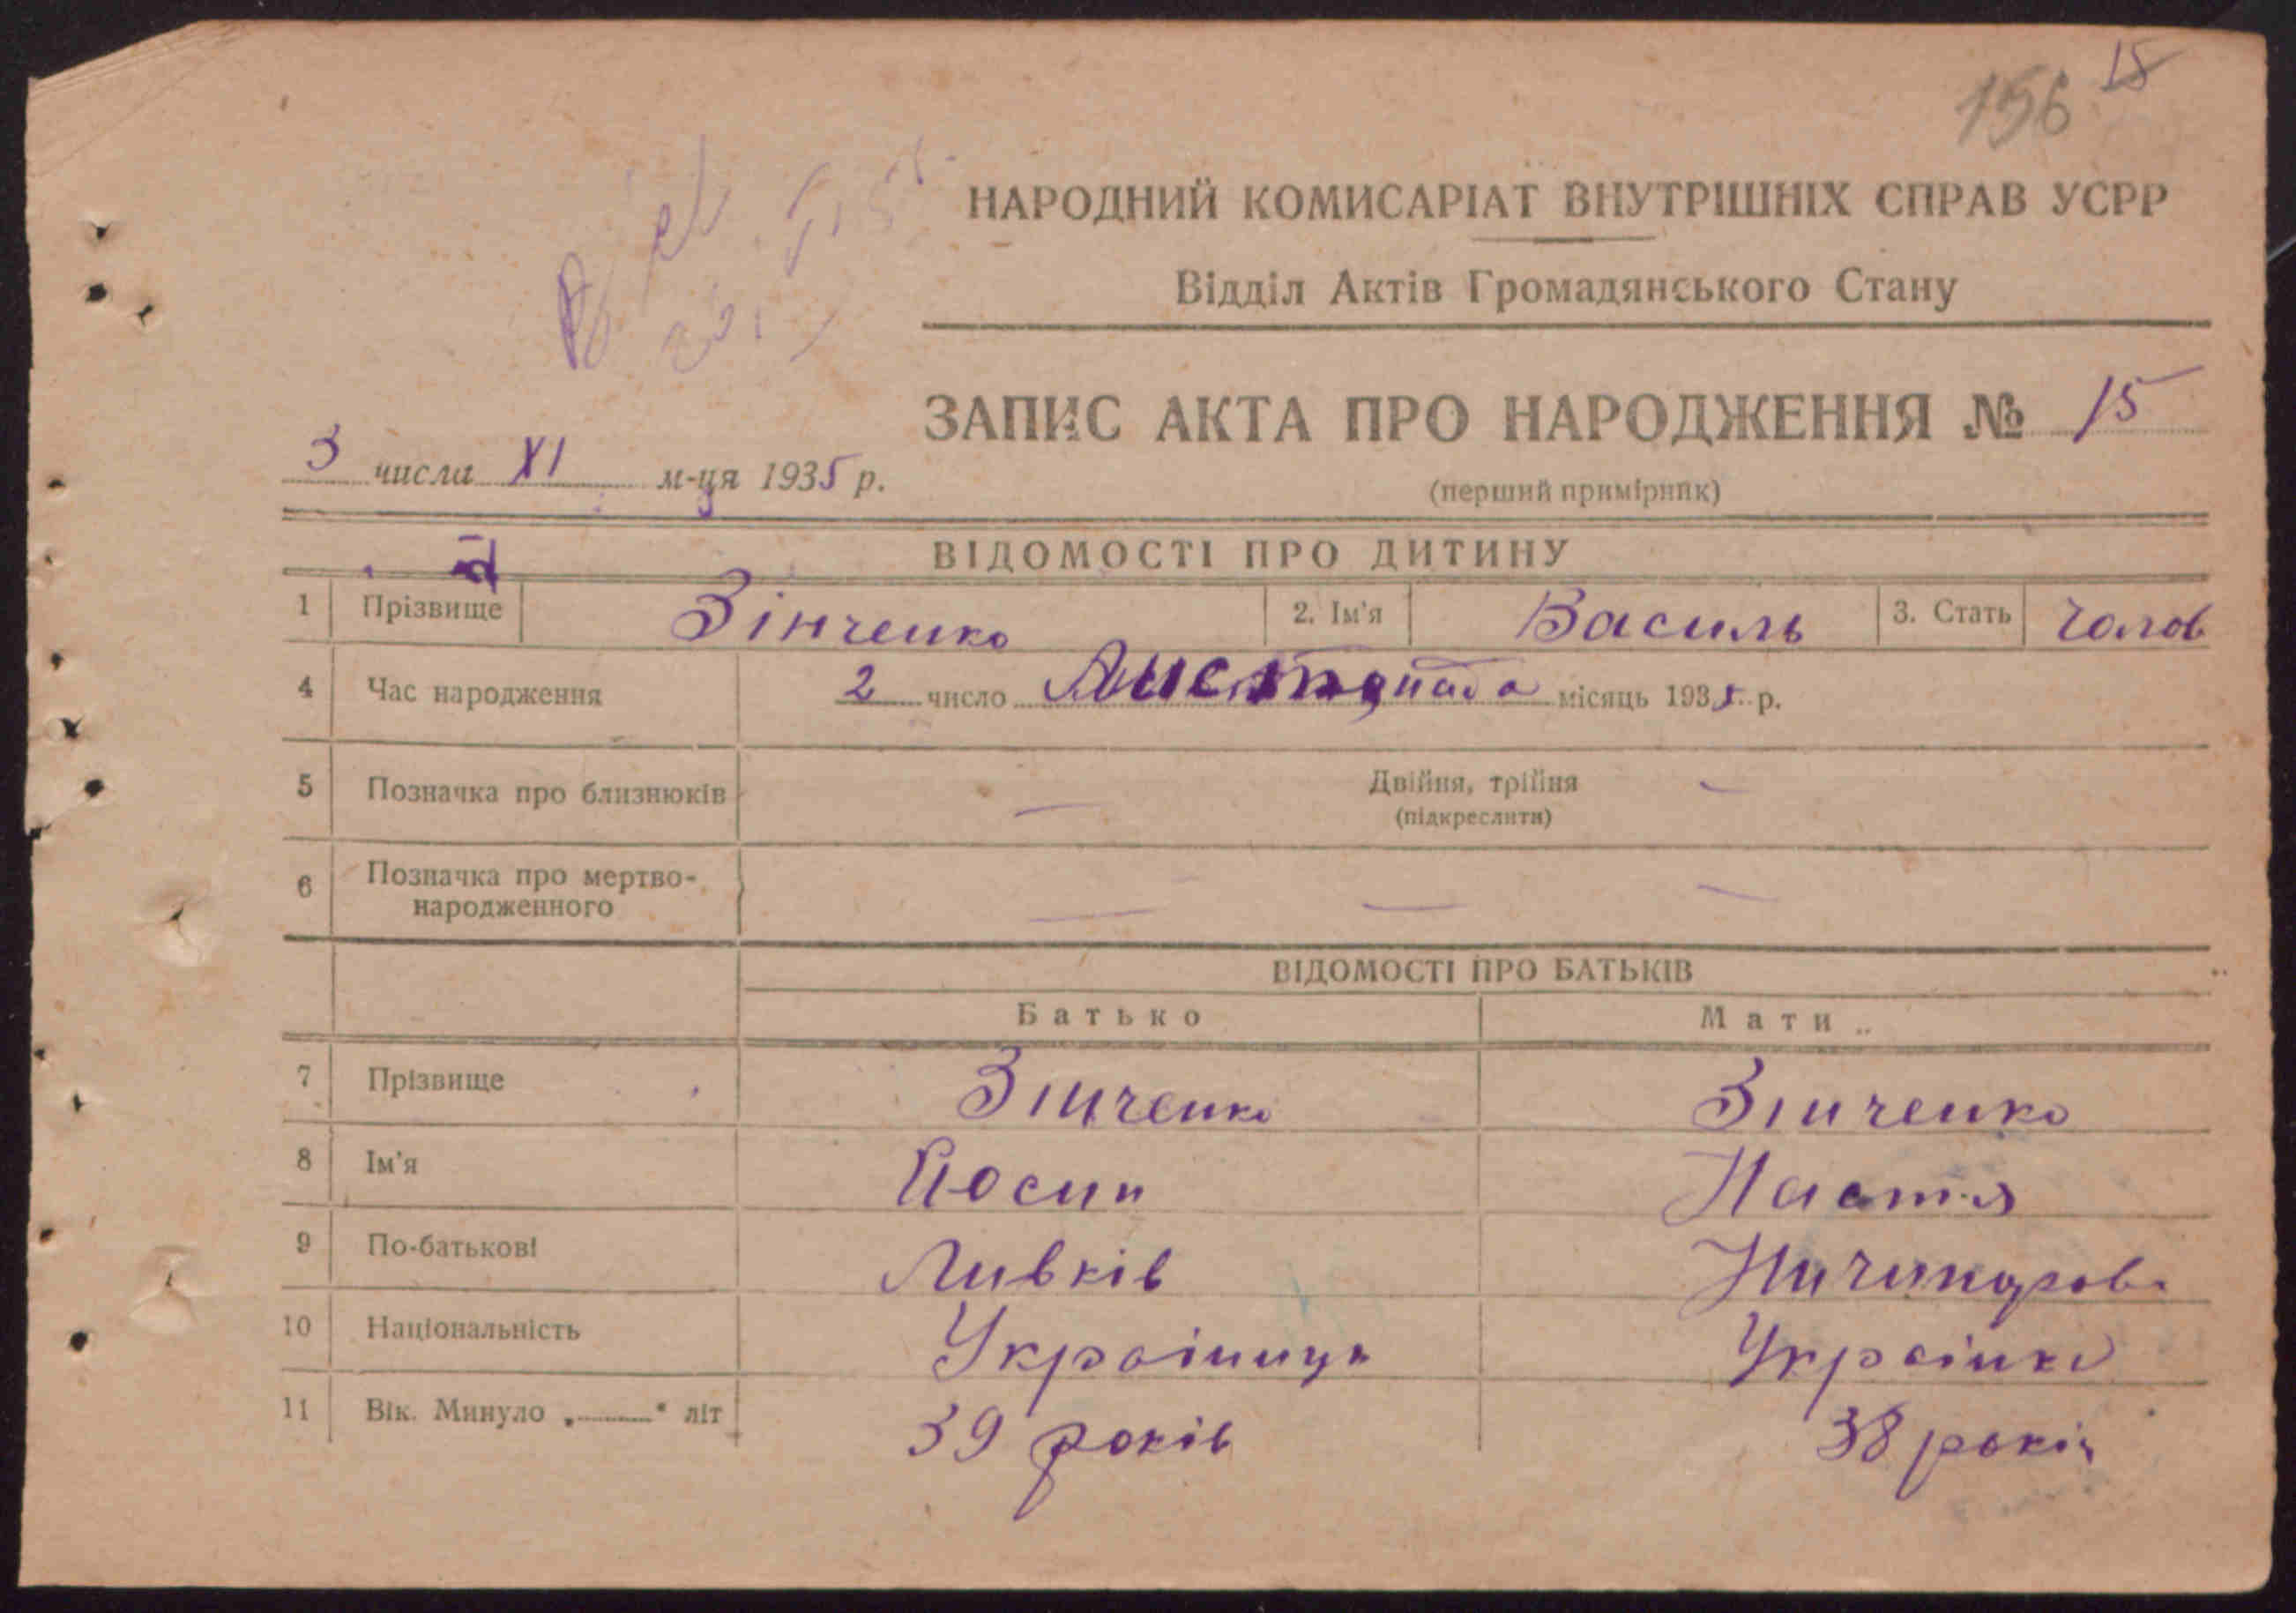 156 15
НАРОДНИЙ КОМИСАРІАТ ВНУТРІШНІХ СПРАВ УСРР
Відділ Актів Громадянського Стану
ЗАПИС АКТА ПРО НАРОДЖЕННЯ № 15
3 числа XI м-ця 1935 р.
(перший примірник)
ВІДОМОСТІ ПРО ДИТИНУ
1 Прізвище Зінченко 2. Ім'я Василь 3. Стать Чолов
4 Час народження 2 число Листопада місяць 1935 р.
5 Позначка про близнюків — Двійня, трійня —
(підкреслити)
6 Позначка про мертво-
народженного — — —
ВІДОМОСТІ ПРО БАТЬКІВ
Батько Мати
7 Прізвище Зінченко Зінченко
8 Ім'я Йосип Настя
9 По-батькові Ливків
10 Національність Українець Українка
11 Вік. Минуло „——" літ 39 років 38 років